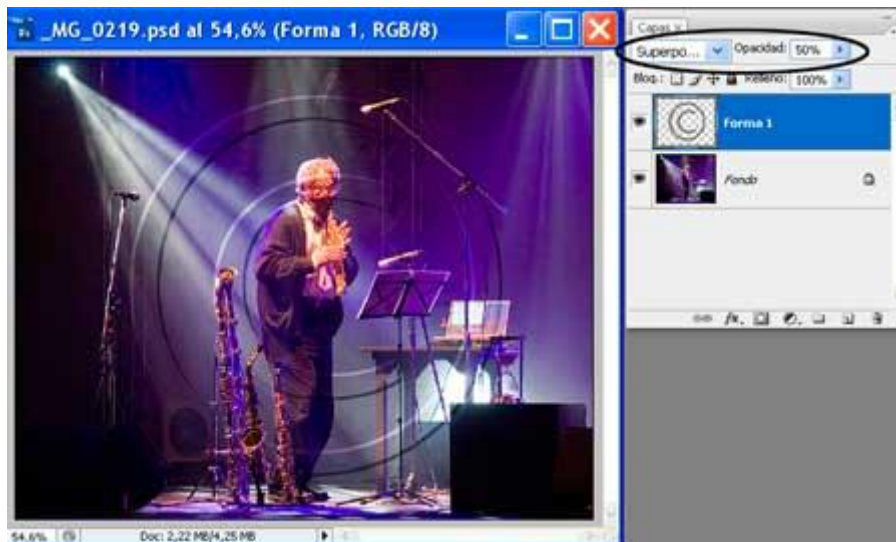 _MG_0219.psd al 54,6% (Forma 1, RGB/8)
Capas x
Superpo... Opacidad: 50%
Bloq.: Relleno: 100%
Forma 1
Fondo
fx.
54.6% Doc: 2,22 MB/4,25 MB